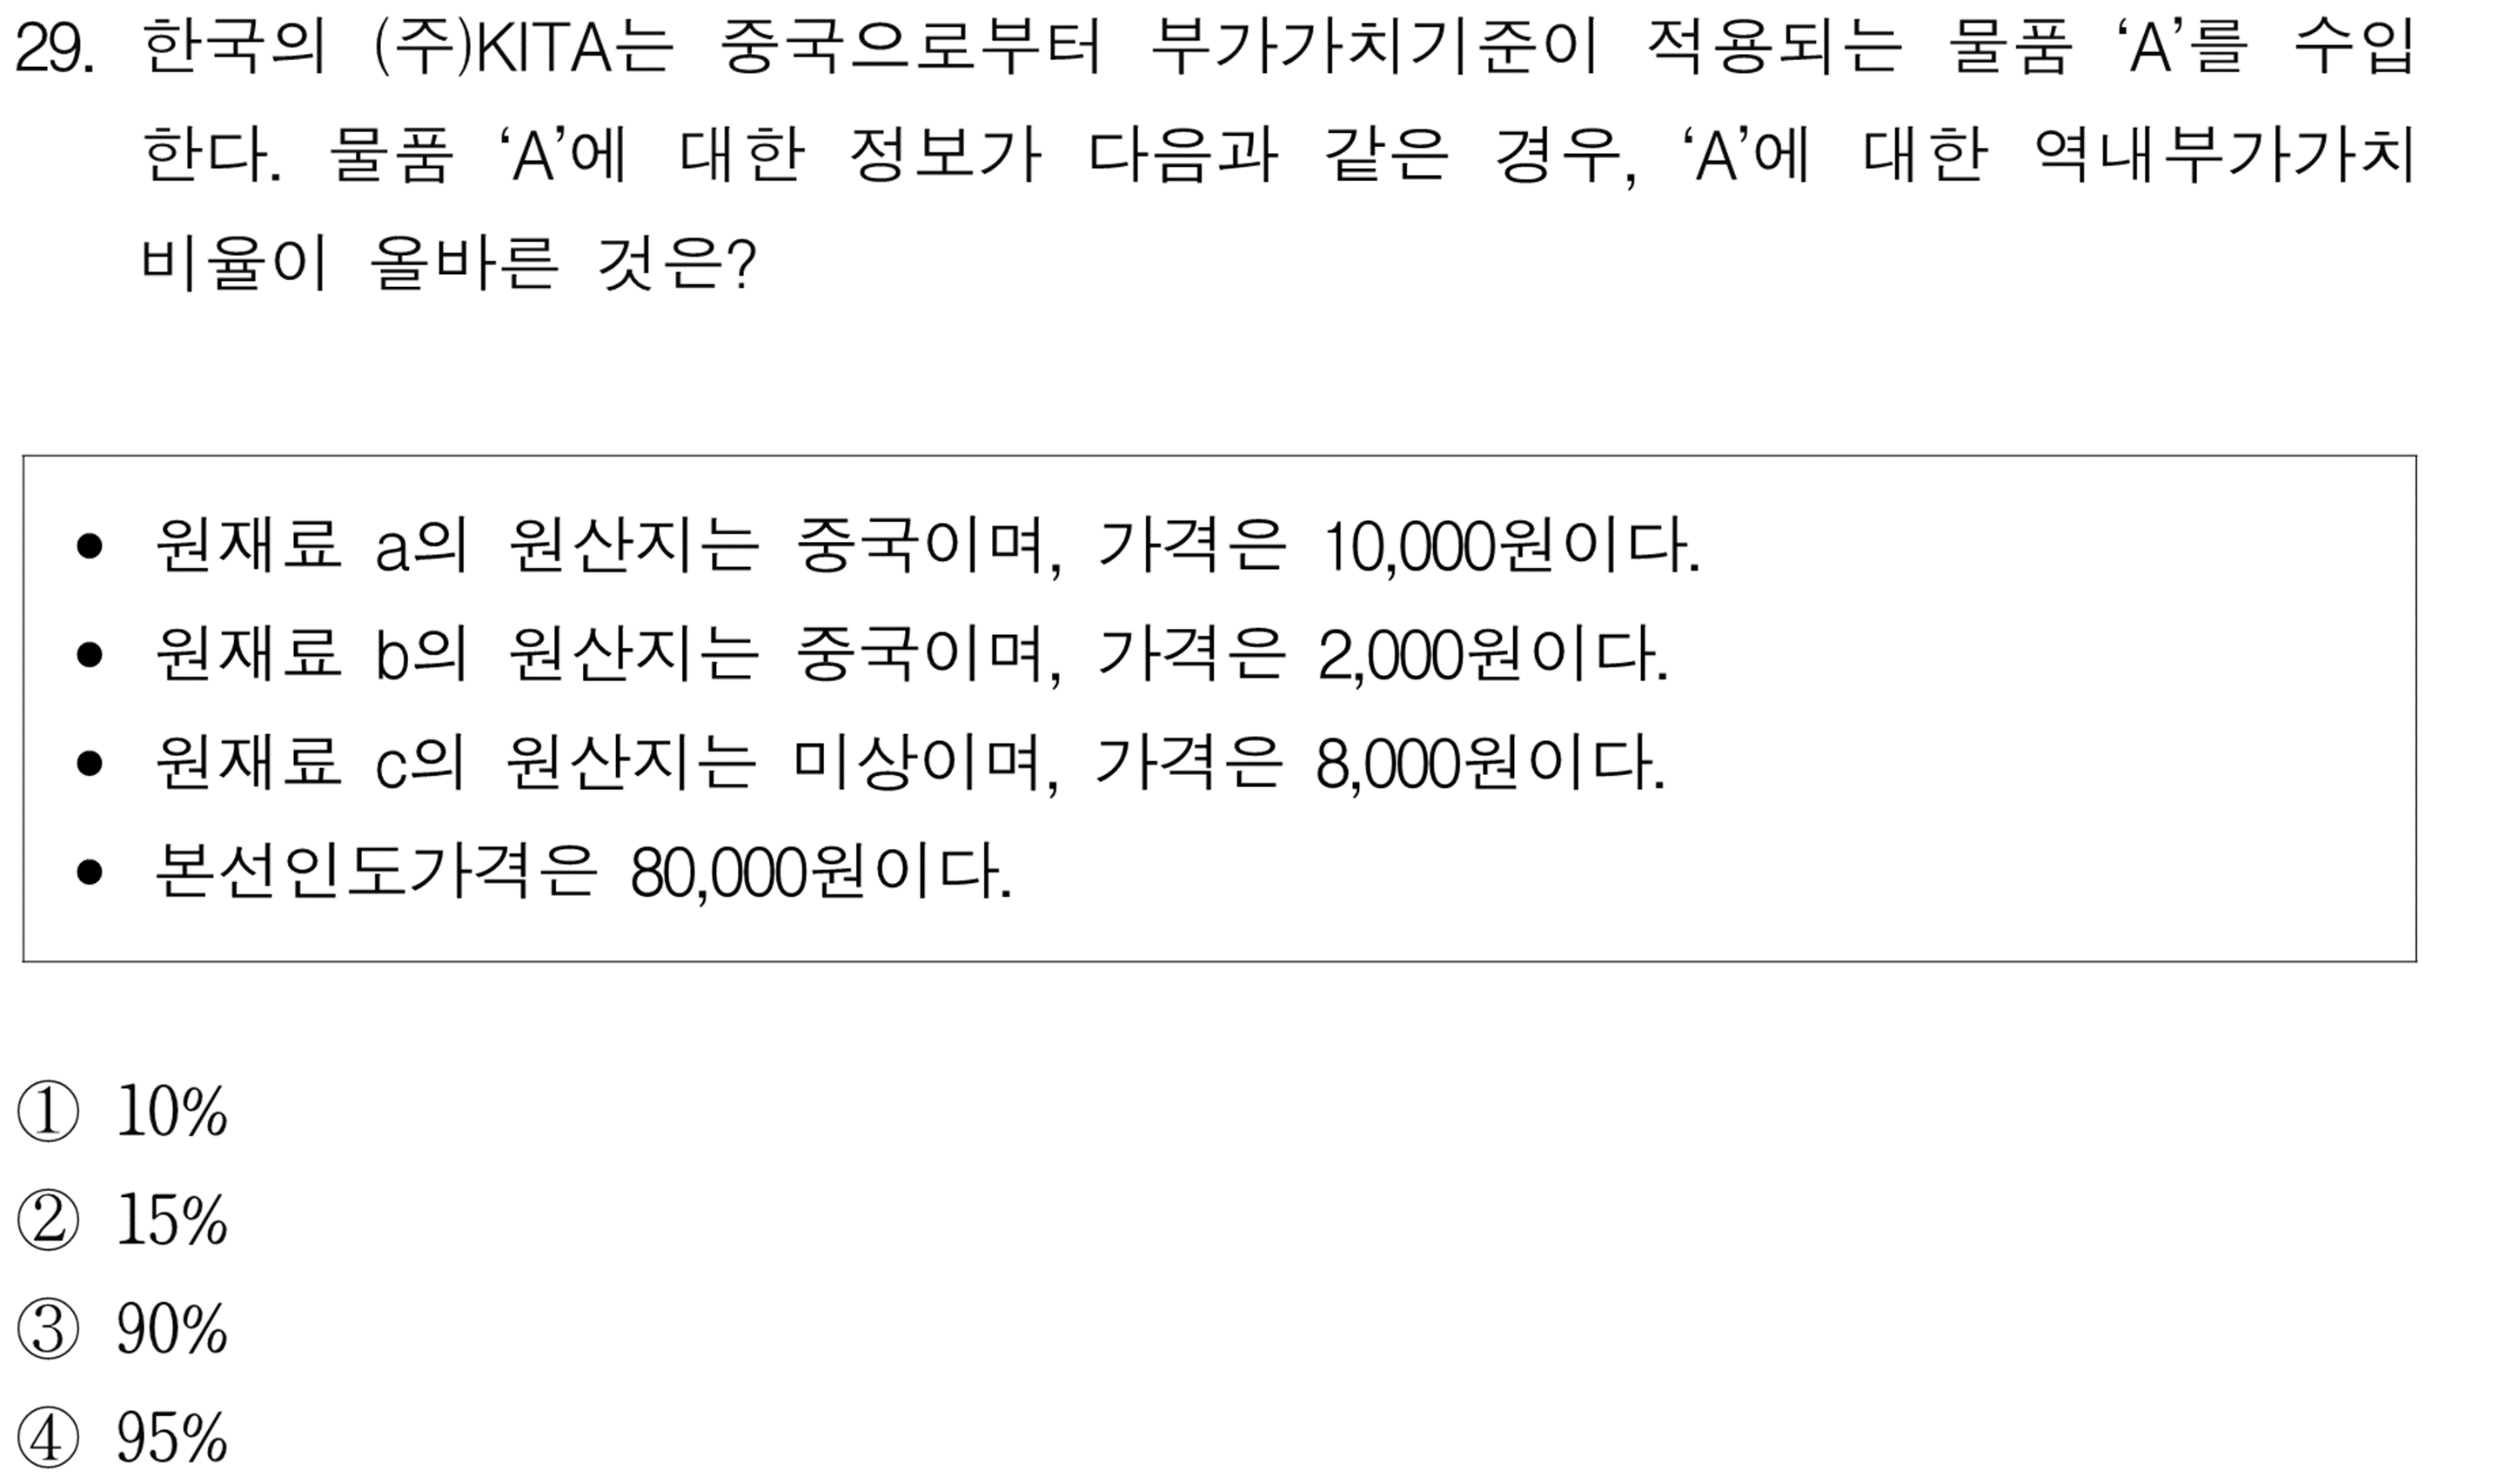 29. 한국의 (주)KITA는 중국으로부터 부가가치기준이 적용되는 물품 ‘A’를 수입
한다. 물품 ‘A’에 대한 정보가 다음과 같은 경우, ‘A’에 대한 역내부가가치
비율이 올바른 것은?
● 원재료 a의 원산지는 중국이며, 가격은 10,000원이다.
● 원재료 b의 원산지는 중국이며, 가격은 2,000원이다.
● 원재료 c의 원산지는 미상이며, 가격은 8,000원이다.
● 본선인도가격은 80,000원이다.
① 10%
② 15%
③ 90%
④ 95%